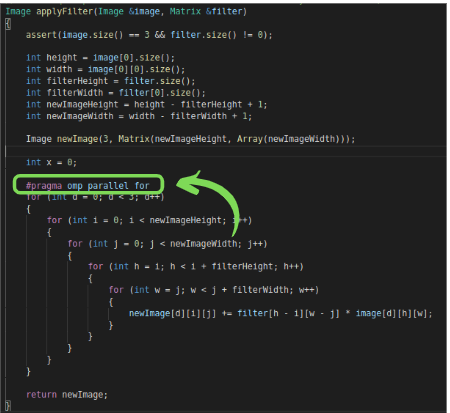 Image applyFilter(Image &image, Matrix &filter)
{
assert(image.size() == 3 && filter.size() != 0);
int height = image[0].size();
int width = image[0][0].size();
int filterHeight = filter.size();
int filterWidth = filter[0].size();
int newImageHeight = height - filterHeight + 1;
int newImageWidth = width - filterWidth + 1;
Image newImage(3, Matrix(newImageHeight, Array(newImageWidth)));
int x = 0;
#pragma omp parallel for
for (int d = 0; d < 3; d++)
{
for (int i = 0; i < newImageHeight; i++)
{
for (int j = 0; j < newImageWidth; j++)
{
for (int h = i; h < i + filterHeight; h++)
{
for (int w = j; w < j + filterWidth; w++)
{
newImage[d][i][j] += filter[h - i][w - j] * image[d][h][w];
}
}
}
}
}
return newImage;
}